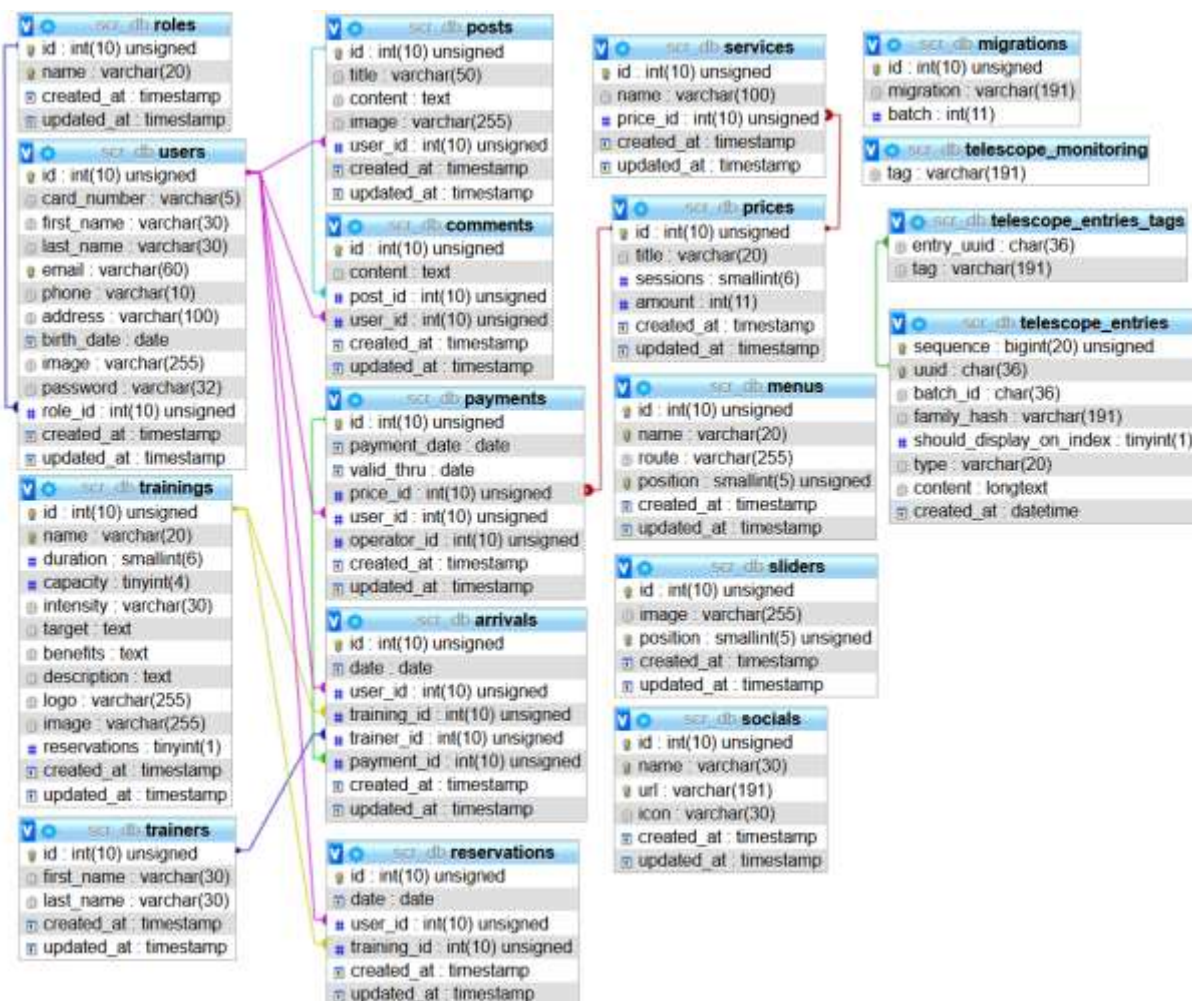 scr_db roles
id : int(10) unsigned
name : varchar(20)
created_at : timestamp
updated_at : timestamp
scr_db users
id : int(10) unsigned
card_number : varchar(5)
first_name : varchar(30)
last_name : varchar(30)
email : varchar(60)
phone : varchar(10)
address : varchar(100)
birth_date : date
image : varchar(255)
password : varchar(32)
role_id : int(10) unsigned
created_at : timestamp
updated_at : timestamp
scr_db trainings
id : int(10) unsigned
name : varchar(20)
duration : smallint(6)
capacity : tinyint(4)
intensity : varchar(30)
target : text
benefits : text
description : text
logo : varchar(255)
image : varchar(255)
reservations : tinyint(1)
created_at : timestamp
updated_at : timestamp
scr_db trainers
id : int(10) unsigned
first_name : varchar(30)
last_name : varchar(30)
created_at : timestamp
updated_at : timestamp
scr_db posts
id : int(10) unsigned
title : varchar(50)
content : text
image : varchar(255)
user_id : int(10) unsigned
created_at : timestamp
updated_at : timestamp
scr_db comments
id : int(10) unsigned
content : text
post_id : int(10) unsigned
user_id : int(10) unsigned
created_at : timestamp
updated_at : timestamp
scr_db payments
id : int(10) unsigned
payment_date : date
valid_thru : date
price_id : int(10) unsigned
user_id : int(10) unsigned
operator_id : int(10) unsigned
created_at : timestamp
updated_at : timestamp
scr_db arrivals
id : int(10) unsigned
date : date
user_id : int(10) unsigned
training_id : int(10) unsigned
trainer_id : int(10) unsigned
payment_id : int(10) unsigned
created_at : timestamp
updated_at : timestamp
scr_db reservations
id : int(10) unsigned
date : date
user_id : int(10) unsigned
training_id : int(10) unsigned
created_at : timestamp
updated_at : timestamp
scr_db services
id : int(10) unsigned
name : varchar(100)
price_id : int(10) unsigned
created_at : timestamp
updated_at : timestamp
scr_db prices
id : int(10) unsigned
title : varchar(20)
sessions : smallint(6)
amount : int(11)
created_at : timestamp
updated_at : timestamp
scr_db menus
id : int(10) unsigned
name : varchar(20)
route : varchar(255)
position : smallint(5) unsigned
created_at : timestamp
updated_at : timestamp
scr_db sliders
id : int(10) unsigned
image : varchar(255)
position : smallint(5) unsigned
created_at : timestamp
updated_at : timestamp
scr_db socials
id : int(10) unsigned
name : varchar(30)
url : varchar(191)
icon : varchar(30)
created_at : timestamp
updated_at : timestamp
scr_db migrations
id : int(10) unsigned
migration : varchar(191)
batch : int(11)
scr_db telescope_monitoring
tag : varchar(191)
scr_db telescope_entries_tags
entry_uuid : char(36)
tag : varchar(191)
scr_db telescope_entries
sequence : bigint(20) unsigned
uuid : char(36)
batch_id : char(36)
family_hash : varchar(191)
should_display_on_index : tinyint(1)
type : varchar(20)
content : longtext
created_at : datetime